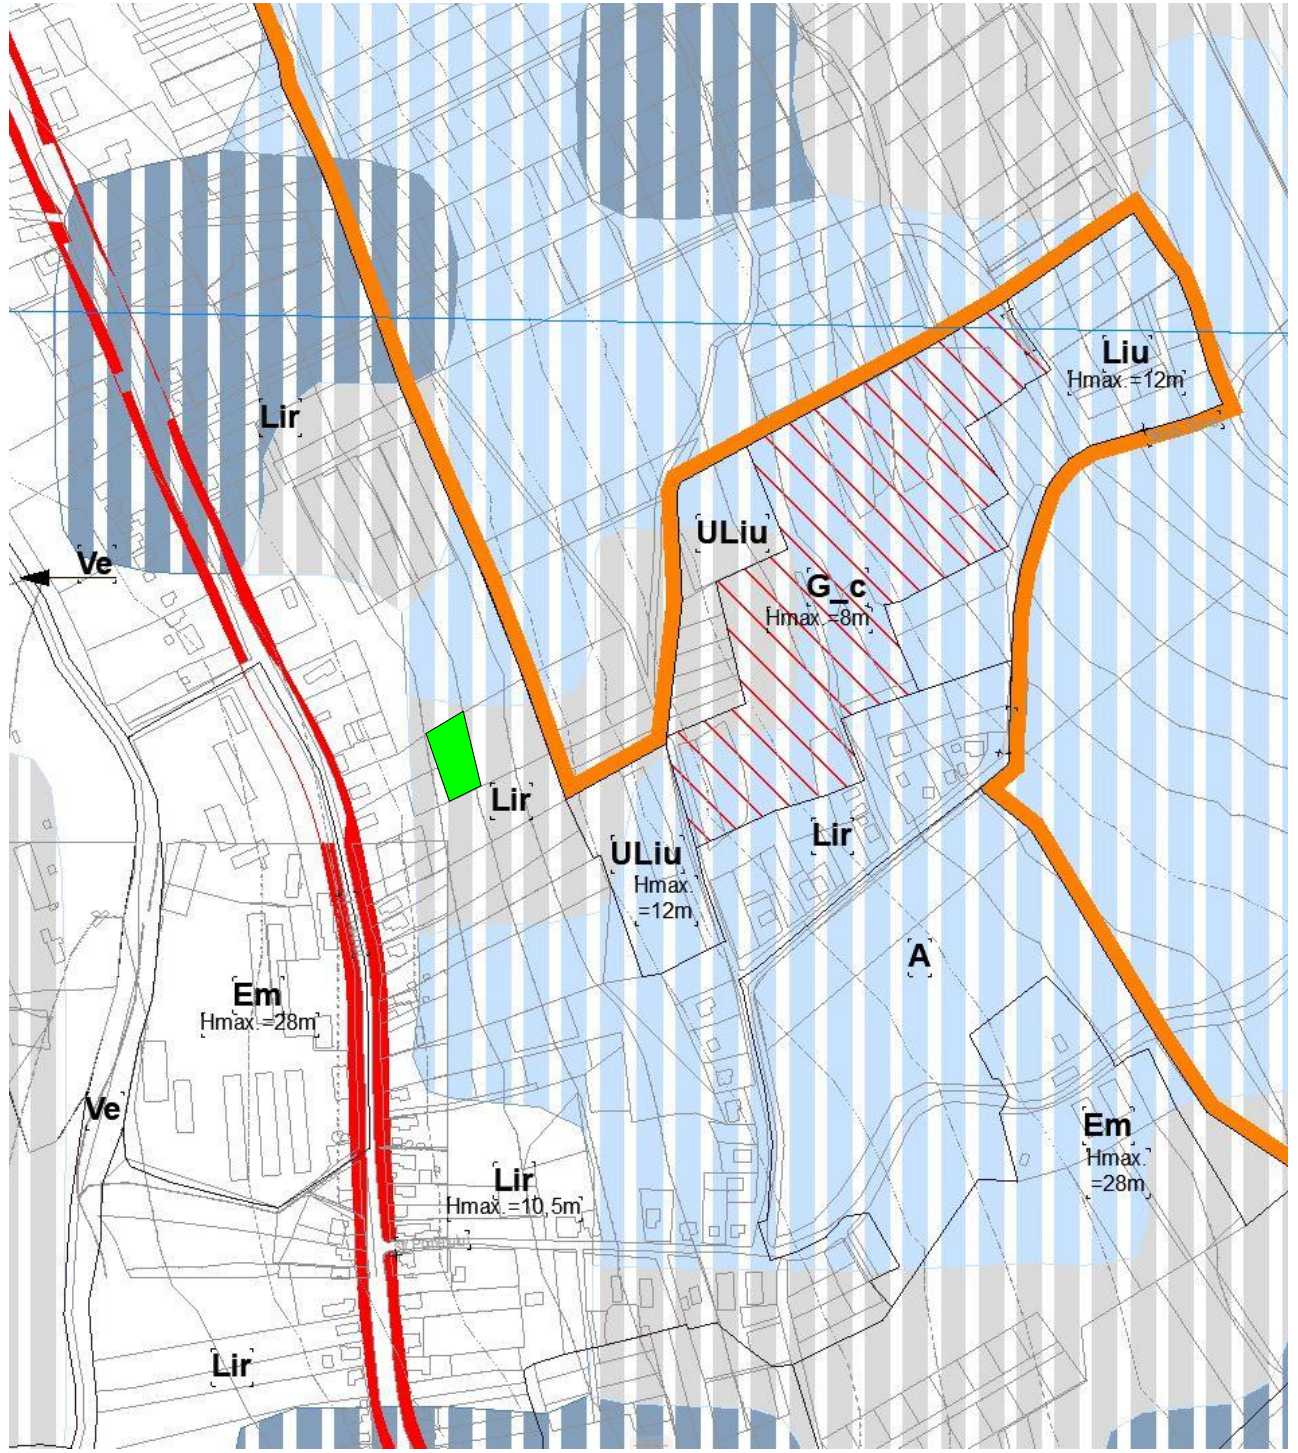 Liu
Hmax.=12m
Lir
ULiu
Ve
G_c
Hmax.=8m
Lir
Lir
ULiu
Hmax.
=12m
A
Em
Hmax.=28m
Ve
Em
Hmax.
=28m
Lir
Hmax.=10,5m
Lir